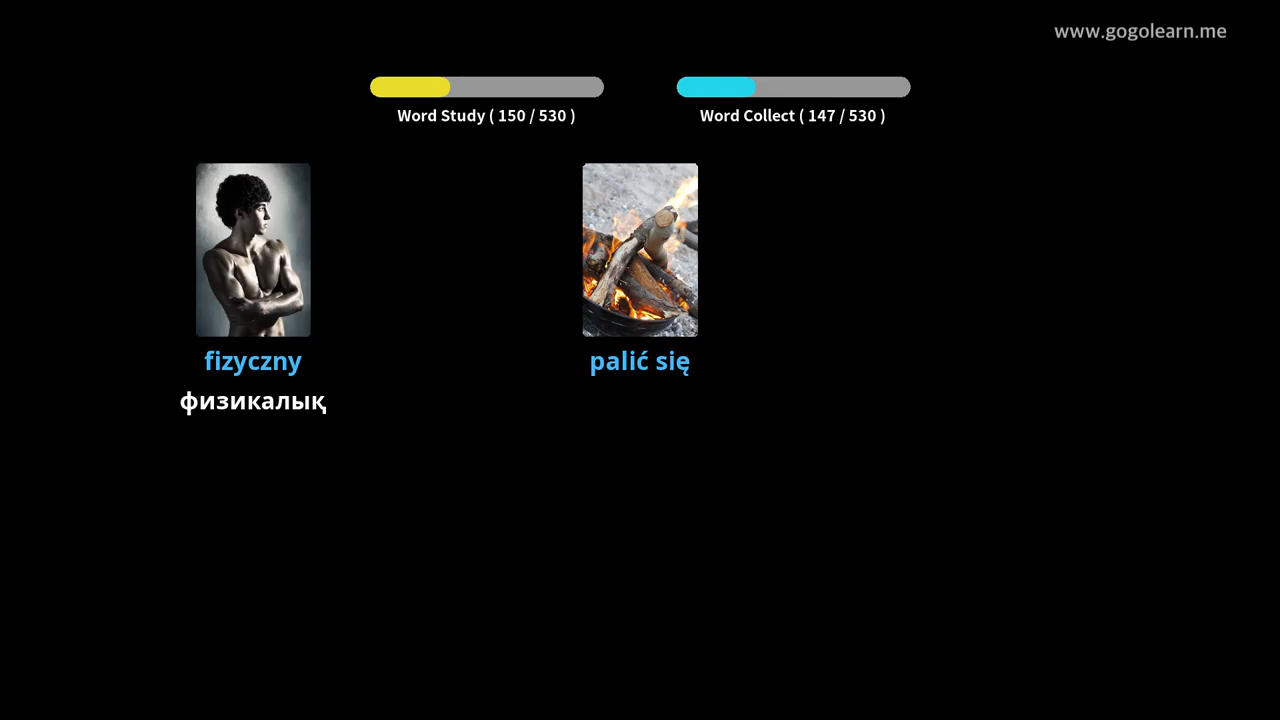 www.gogolearn.me
Word Study ( 150 / 530 )
Word Collect ( 147 / 530 )
fizyczny
palić się
физикалық